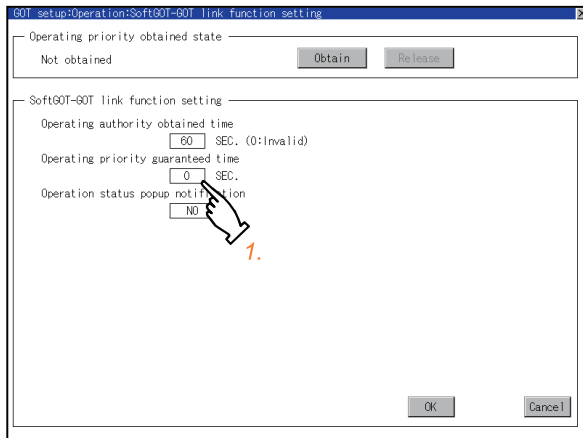 GOT setup:Operation:SoftGOT-GOT link function setting
Operating priority obtained state
Not obtained
Obtain
Release
SoftGOT-GOT link function setting
Operating authority obtained time
60 SEC. (0:Invalid)
Operating priority guaranteed time
0 SEC.
Operation status popup notification
NO
1.
OK
Cancel